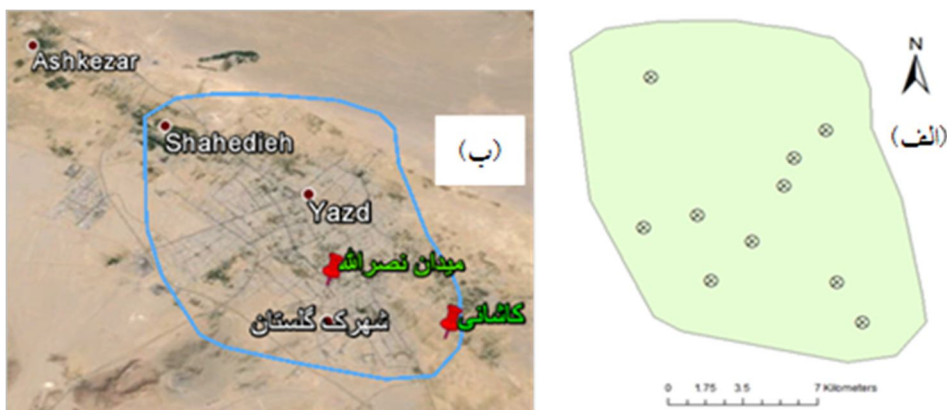 Ashkezar
Shahedieh
(ب)
Yazd
میدان نصرالله
کاشانی
شهرک گلستان
N
(الف)
0 1.75 3.5 7 Kilometers